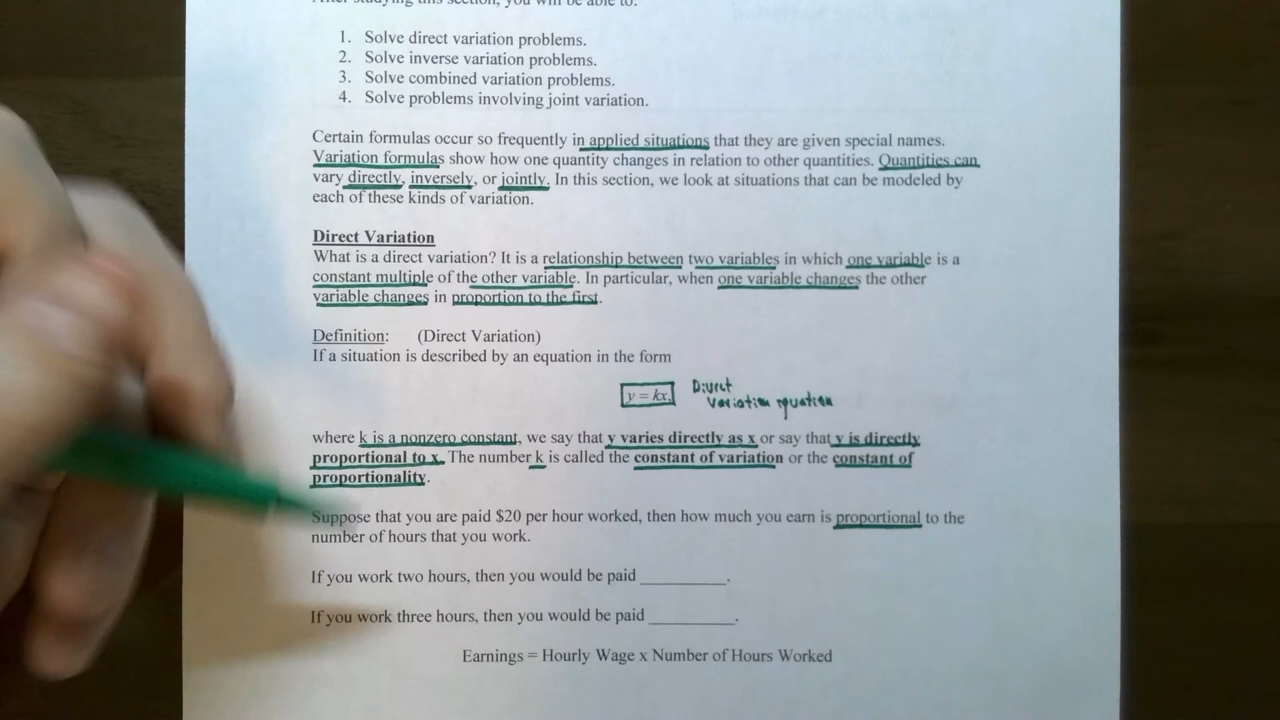 After studying this section, you will be able to:
1. Solve direct variation problems.
2. Solve inverse variation problems.
3. Solve combined variation problems.
4. Solve problems involving joint variation.
Certain formulas occur so frequently in applied situations that they are given special names.
Variation formulas show how one quantity changes in relation to other quantities. Quantities can
vary directly, inversely, or jointly. In this section, we look at situations that can be modeled by
each of these kinds of variation.
Direct Variation
What is a direct variation? It is a relationship between two variables in which one variable is a
constant multiple of the other variable. In particular, when one variable changes the other
variable changes in proportion to the first.
Definition: (Direct Variation)
If a situation is described by an equation in the form
y = kx, Direct
Variation equation
where k is a nonzero constant, we say that y varies directly as x or say that y is directly
proportional to x. The number k is called the constant of variation or the constant of
proportionality.
Suppose that you are paid $20 per hour worked, then how much you earn is proportional to the
number of hours that you work.
If you work two hours, then you would be paid _________.
If you work three hours, then you would be paid _________.
Earnings = Hourly Wage x Number of Hours Worked